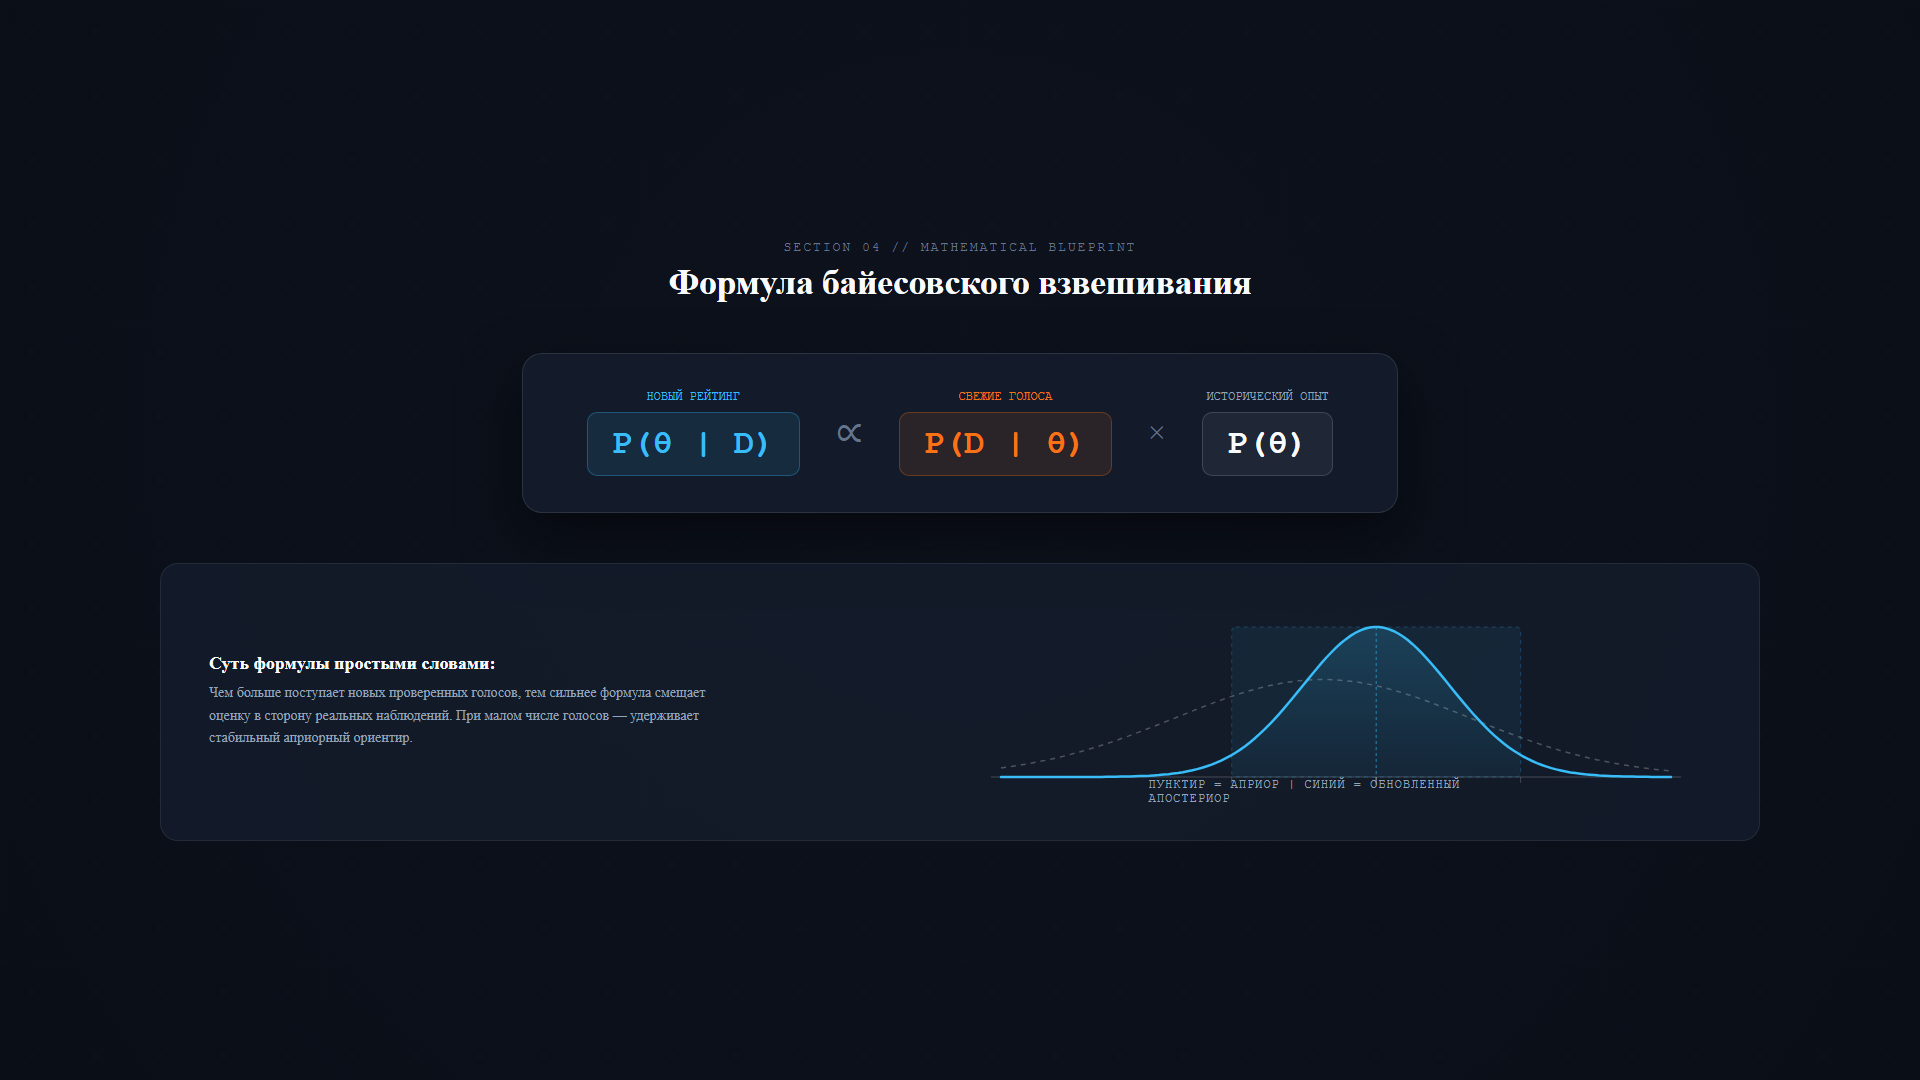 SECTION 04 // MATHEMATICAL BLUEPRINT
Формула байесовского взвешивания
НОВЫЙ РЕЙТИНГ
P(θ | D)
∝
СВЕЖИЕ ГОЛОСА
P(D | θ)
×
ИСТОРИЧЕСКИЙ ОПЫТ
P(θ)
Суть формулы простыми словами:
Чем больше поступает новых проверенных голосов, тем сильнее формула смещает
оценку в сторону реальных наблюдений. При малом числе голосов — удерживает
стабильный априорный ориентир.
ПУНКТИР = АПРИОР | СИНИЙ = ОБНОВЛЕННЫЙ
АПОСТЕРИОР